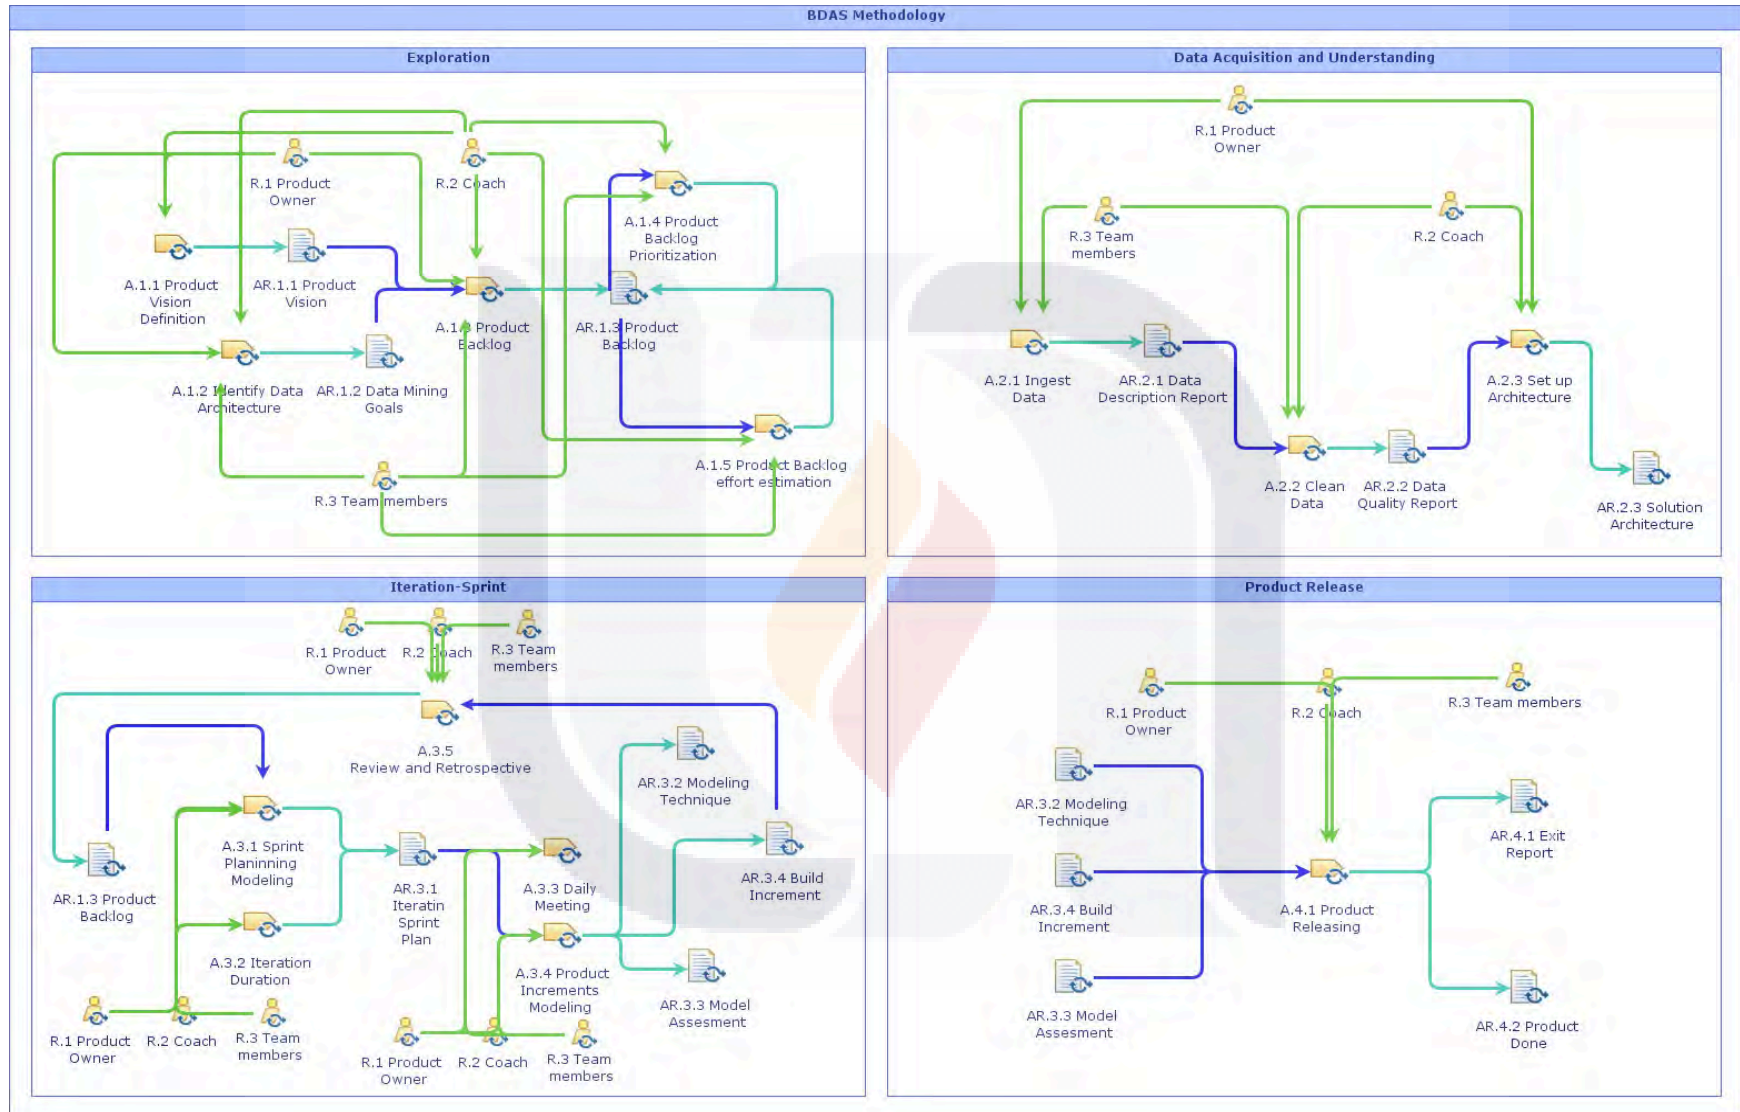 BDAS Methodology
Exploration
R.1 Product
Owner
R.2 Coach
A.1.4 Product
Backlog
Prioritization
A.1.1 Product
Vision
Definition
AR.1.1 Product
Vision
A.1.3 Product
Backlog
AR.1.3 Product
Backlog
A.1.2 Identify Data
Architecture
AR.1.2 Data Mining
Goals
A.1.5 Product Backlog
effort estimation
R.3 Team members
Data Acquisition and Understanding
R.1 Product
Owner
R.3 Team
members
R.2 Coach
A.2.1 Ingest
Data
AR.2.1 Data
Description Report
A.2.3 Set up
Architecture
A.2.2 Clean
Data
AR.2.2 Data
Quality Report
AR.2.3 Solution
Architecture
Iteration-Sprint
R.1 Product
Owner
R.2 Coach
R.3 Team
members
A.3.5
Review and Retrospective
AR.3.2 Modeling
Technique
A.3.1 Sprint
Planinning
Modeling
AR.1.3 Product
Backlog
AR.3.1
Iteratin
Sprint
Plan
A.3.3 Daily
Meeting
AR.3.4 Build
Increment
A.3.2 Iteration
Duration
A.3.4 Product
Increments
Modeling
AR.3.3 Model
Assesment
R.1 Product
Owner
R.2 Coach
R.3 Team
members
R.1 Product
Owner
R.2 Coach
R.3 Team
members
Product Release
R.1 Product
Owner
R.2 Coach
R.3 Team members
AR.3.2 Modeling
Technique
AR.4.1 Exit
Report
AR.3.4 Build
Increment
A.4.1 Product
Releasing
AR.3.3 Model
Assesment
AR.4.2 Product
Done